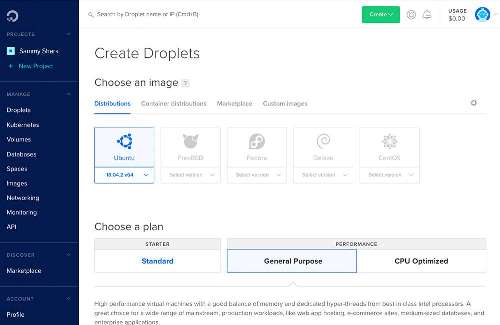 Search by Droplet name or IP (Cmd+B)
Create
USAGE
$0.00
PROJECTS
Sammy Shark
+ New Project
MANAGE
Droplets
Kubernetes
Volumes
Databases
Spaces
Images
Networking
Monitoring
API
DISCOVER
Marketplace
ACCOUNT
Profile
Create Droplets
Choose an image ?
Distributions Container distributions Marketplace Custom images
Ubuntu FreeBSD Fedora Debian CentOS
18.04.2 x64 Select version Select version Select version Select version
Choose a plan
STARTER PERFORMANCE
Standard General Purpose CPU Optimized
High performance virtual machines with a good balance of memory and dedicated hyper-threads from best in class Intel processors. A
great choice for a wide range of mainstream, production workloads, like web app hosting, e-commerce sites, medium-sized databases, and
enterprise applications.